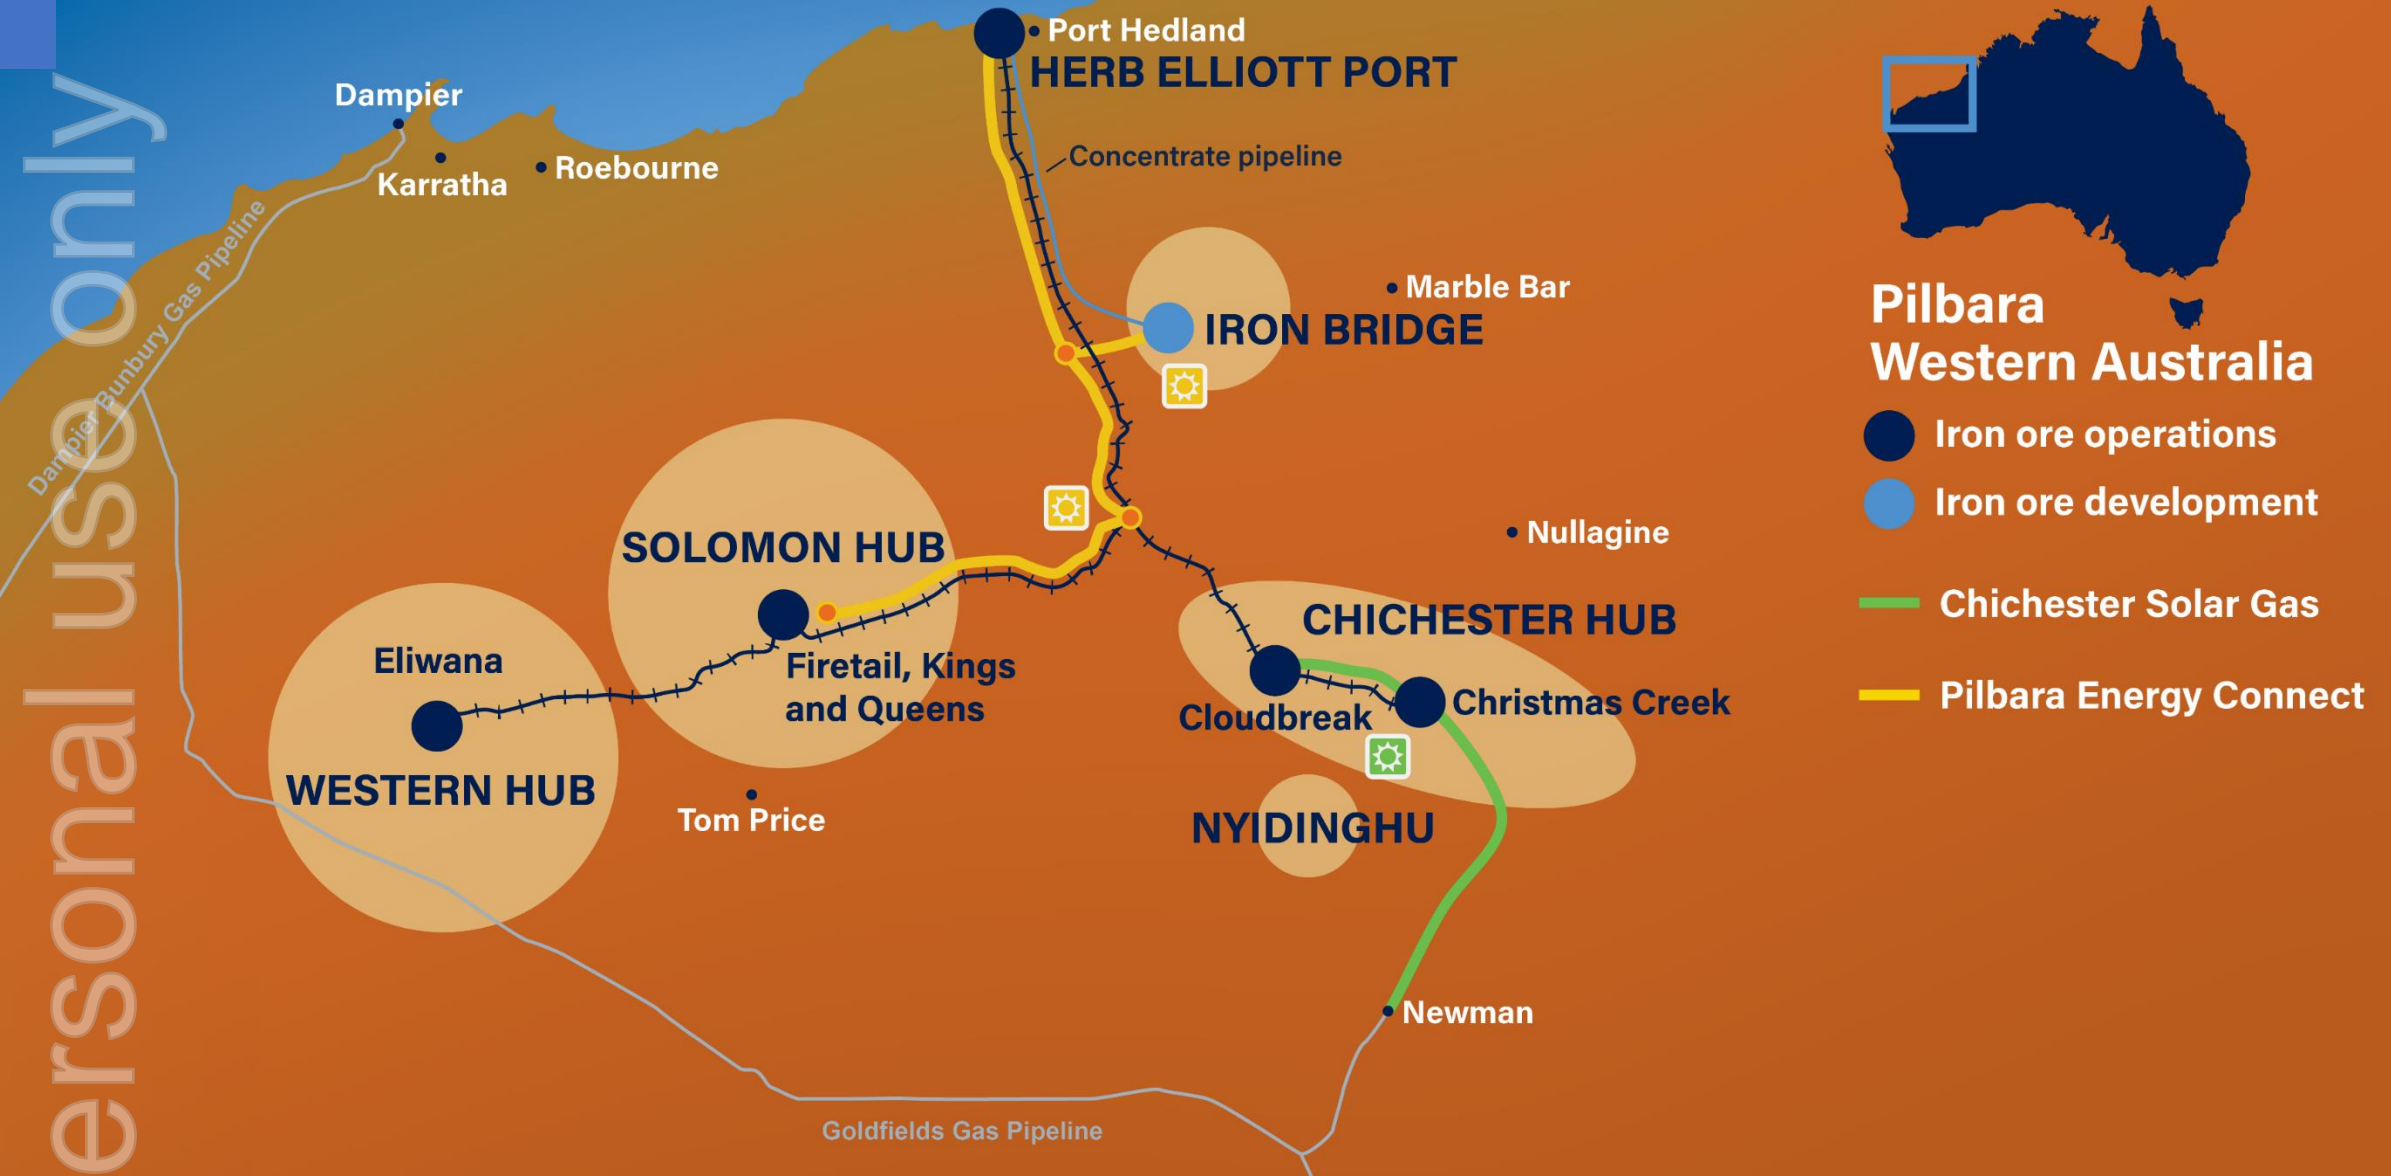 Port Hedland
HERB ELLIOTT PORT
Dampier
Karratha
Roebourne
Concentrate pipeline
Dampier Bunbury Gas Pipeline
Marble Bar
IRON BRIDGE
SOLOMON HUB
Firetail, Kings
and Queens
Nullagine
CHICHESTER HUB
Cloudbreak
Christmas Creek
Eliwana
WESTERN HUB
Tom Price
NYIDINGHU
Newman
Goldfields Gas Pipeline
Pilbara
Western Australia
Iron ore operations
Iron ore development
Chichester Solar Gas
Pilbara Energy Connect
ersonal use only